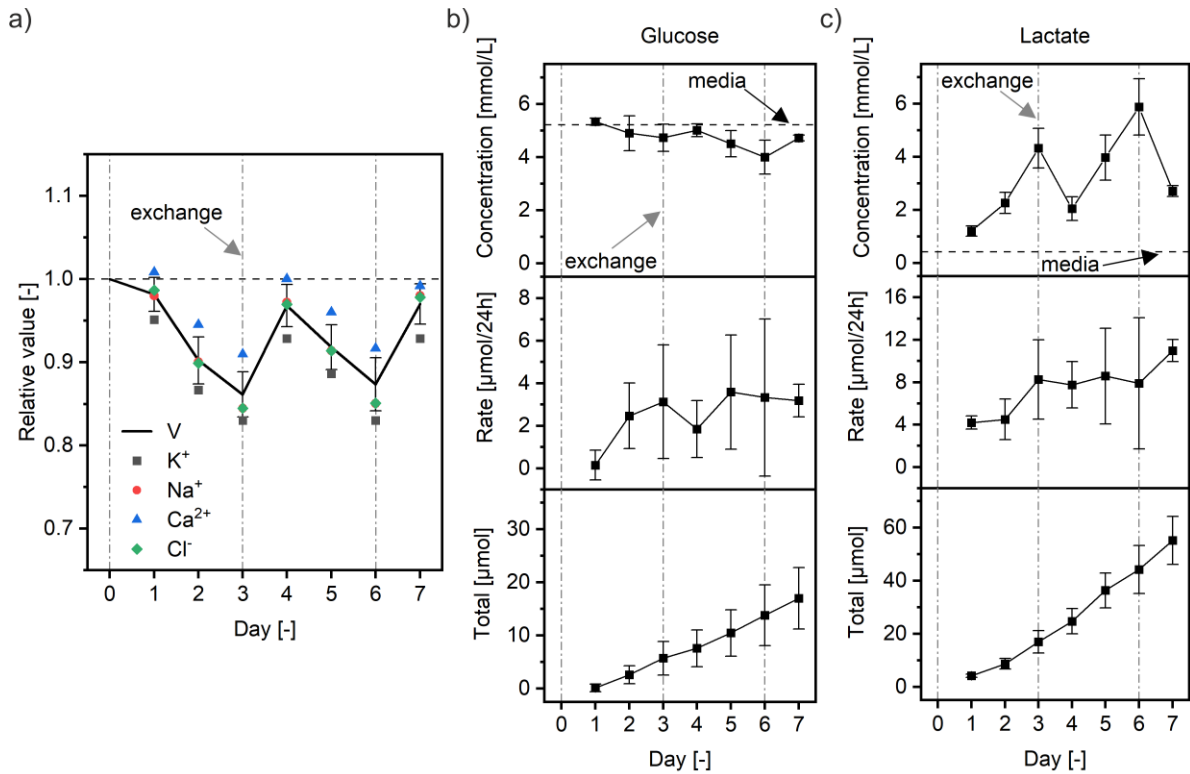 a)
Relative value [-]
1.1
1.0
0.9
0.8
0.7
exchange
V
K⁺
Na⁺
Ca²⁺
Cl⁻
0 1 2 3 4 5 6 7
Day [-]
b)
Glucose
Concentration [mmol/L]
6
4
2
0
media
exchange
Rate [µmol/24h]
8
6
4
2
0
Total [µmol]
30
20
10
0
0 1 2 3 4 5 6 7
Day [-]
c)
Lactate
Concentration [mmol/L]
6
4
2
0
exchange
media
Rate [µmol/24h]
16
12
8
4
0
Total [µmol]
60
40
20
0
0 1 2 3 4 5 6 7
Day [-]